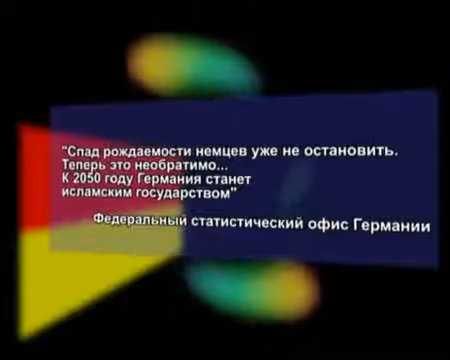 "Спад рождаемости немцев уже не остановить.
Теперь это необратимо...
К 2050 году Германия станет
исламским государством"
Федеральный статистический офис Германии